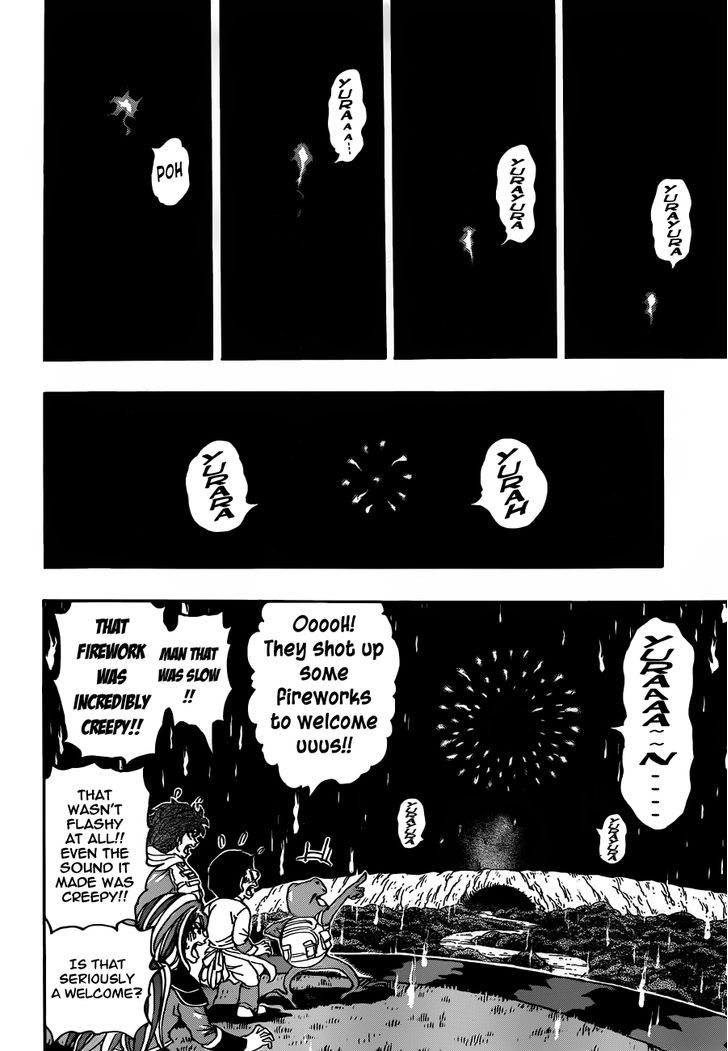 YURAYURA
YURAYURA
YURAAA...
POH
YURAH
YURARA
YURAAAA~~N----
OOOOH!
THEY SHOT UP
SOME
FIREWORKS
TO WELCOME
UUUS!!
MAN THAT
WAS SLOW
!!
THAT
FIREWORK
WAS
INCREDIBLY
CREEPY!!
THAT
WASN'T
FLASHY
AT ALL!!
EVEN THE
SOUND IT
MADE WAS
CREEPY!!
IS THAT
SERIOUSLY
A WELCOME?